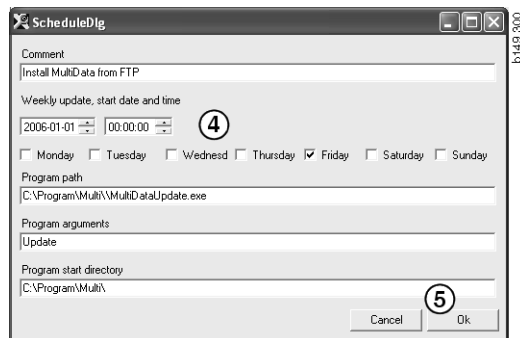 ScheduleDlg
b149 300
Comment
Install MultiData from FTP
Weekly update, start date and time
2006-01-01 00:00:00 4
Monday Tuesday Wednesd Thursday Friday Saturday Sunday
Program path
C:\Program\Multi\\MultiDataUpdate.exe
Program arguments
Update
Program start directory
C:\Program\Multi\
5
Cancel Ok